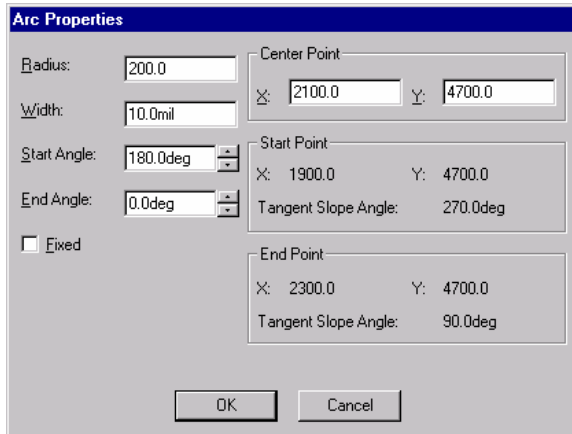 Arc Properties
Radius: 200.0
Width: 10.0mil
Start Angle: 180.0deg
End Angle: 0.0deg
Fixed
Center Point
X: 2100.0 Y: 4700.0
Start Point
X: 1900.0 Y: 4700.0
Tangent Slope Angle: 270.0deg
End Point
X: 2300.0 Y: 4700.0
Tangent Slope Angle: 90.0deg
OK Cancel